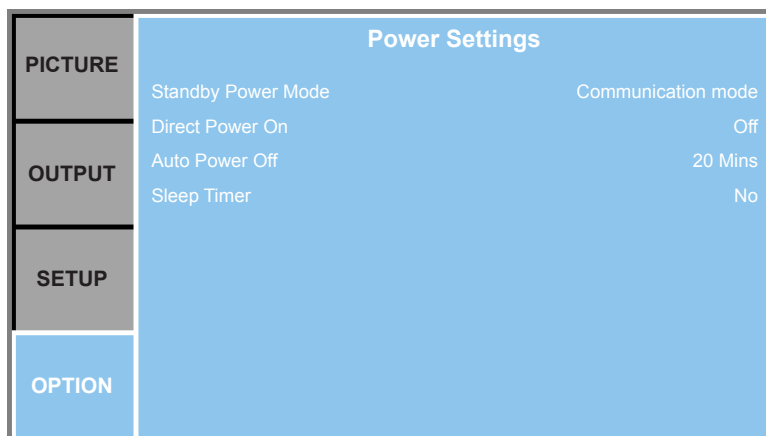 PICTURE
OUTPUT
SETUP
OPTION
Power Settings
Standby Power Mode Communication mode
Direct Power On Off
Auto Power Off 20 Mins
Sleep Timer No